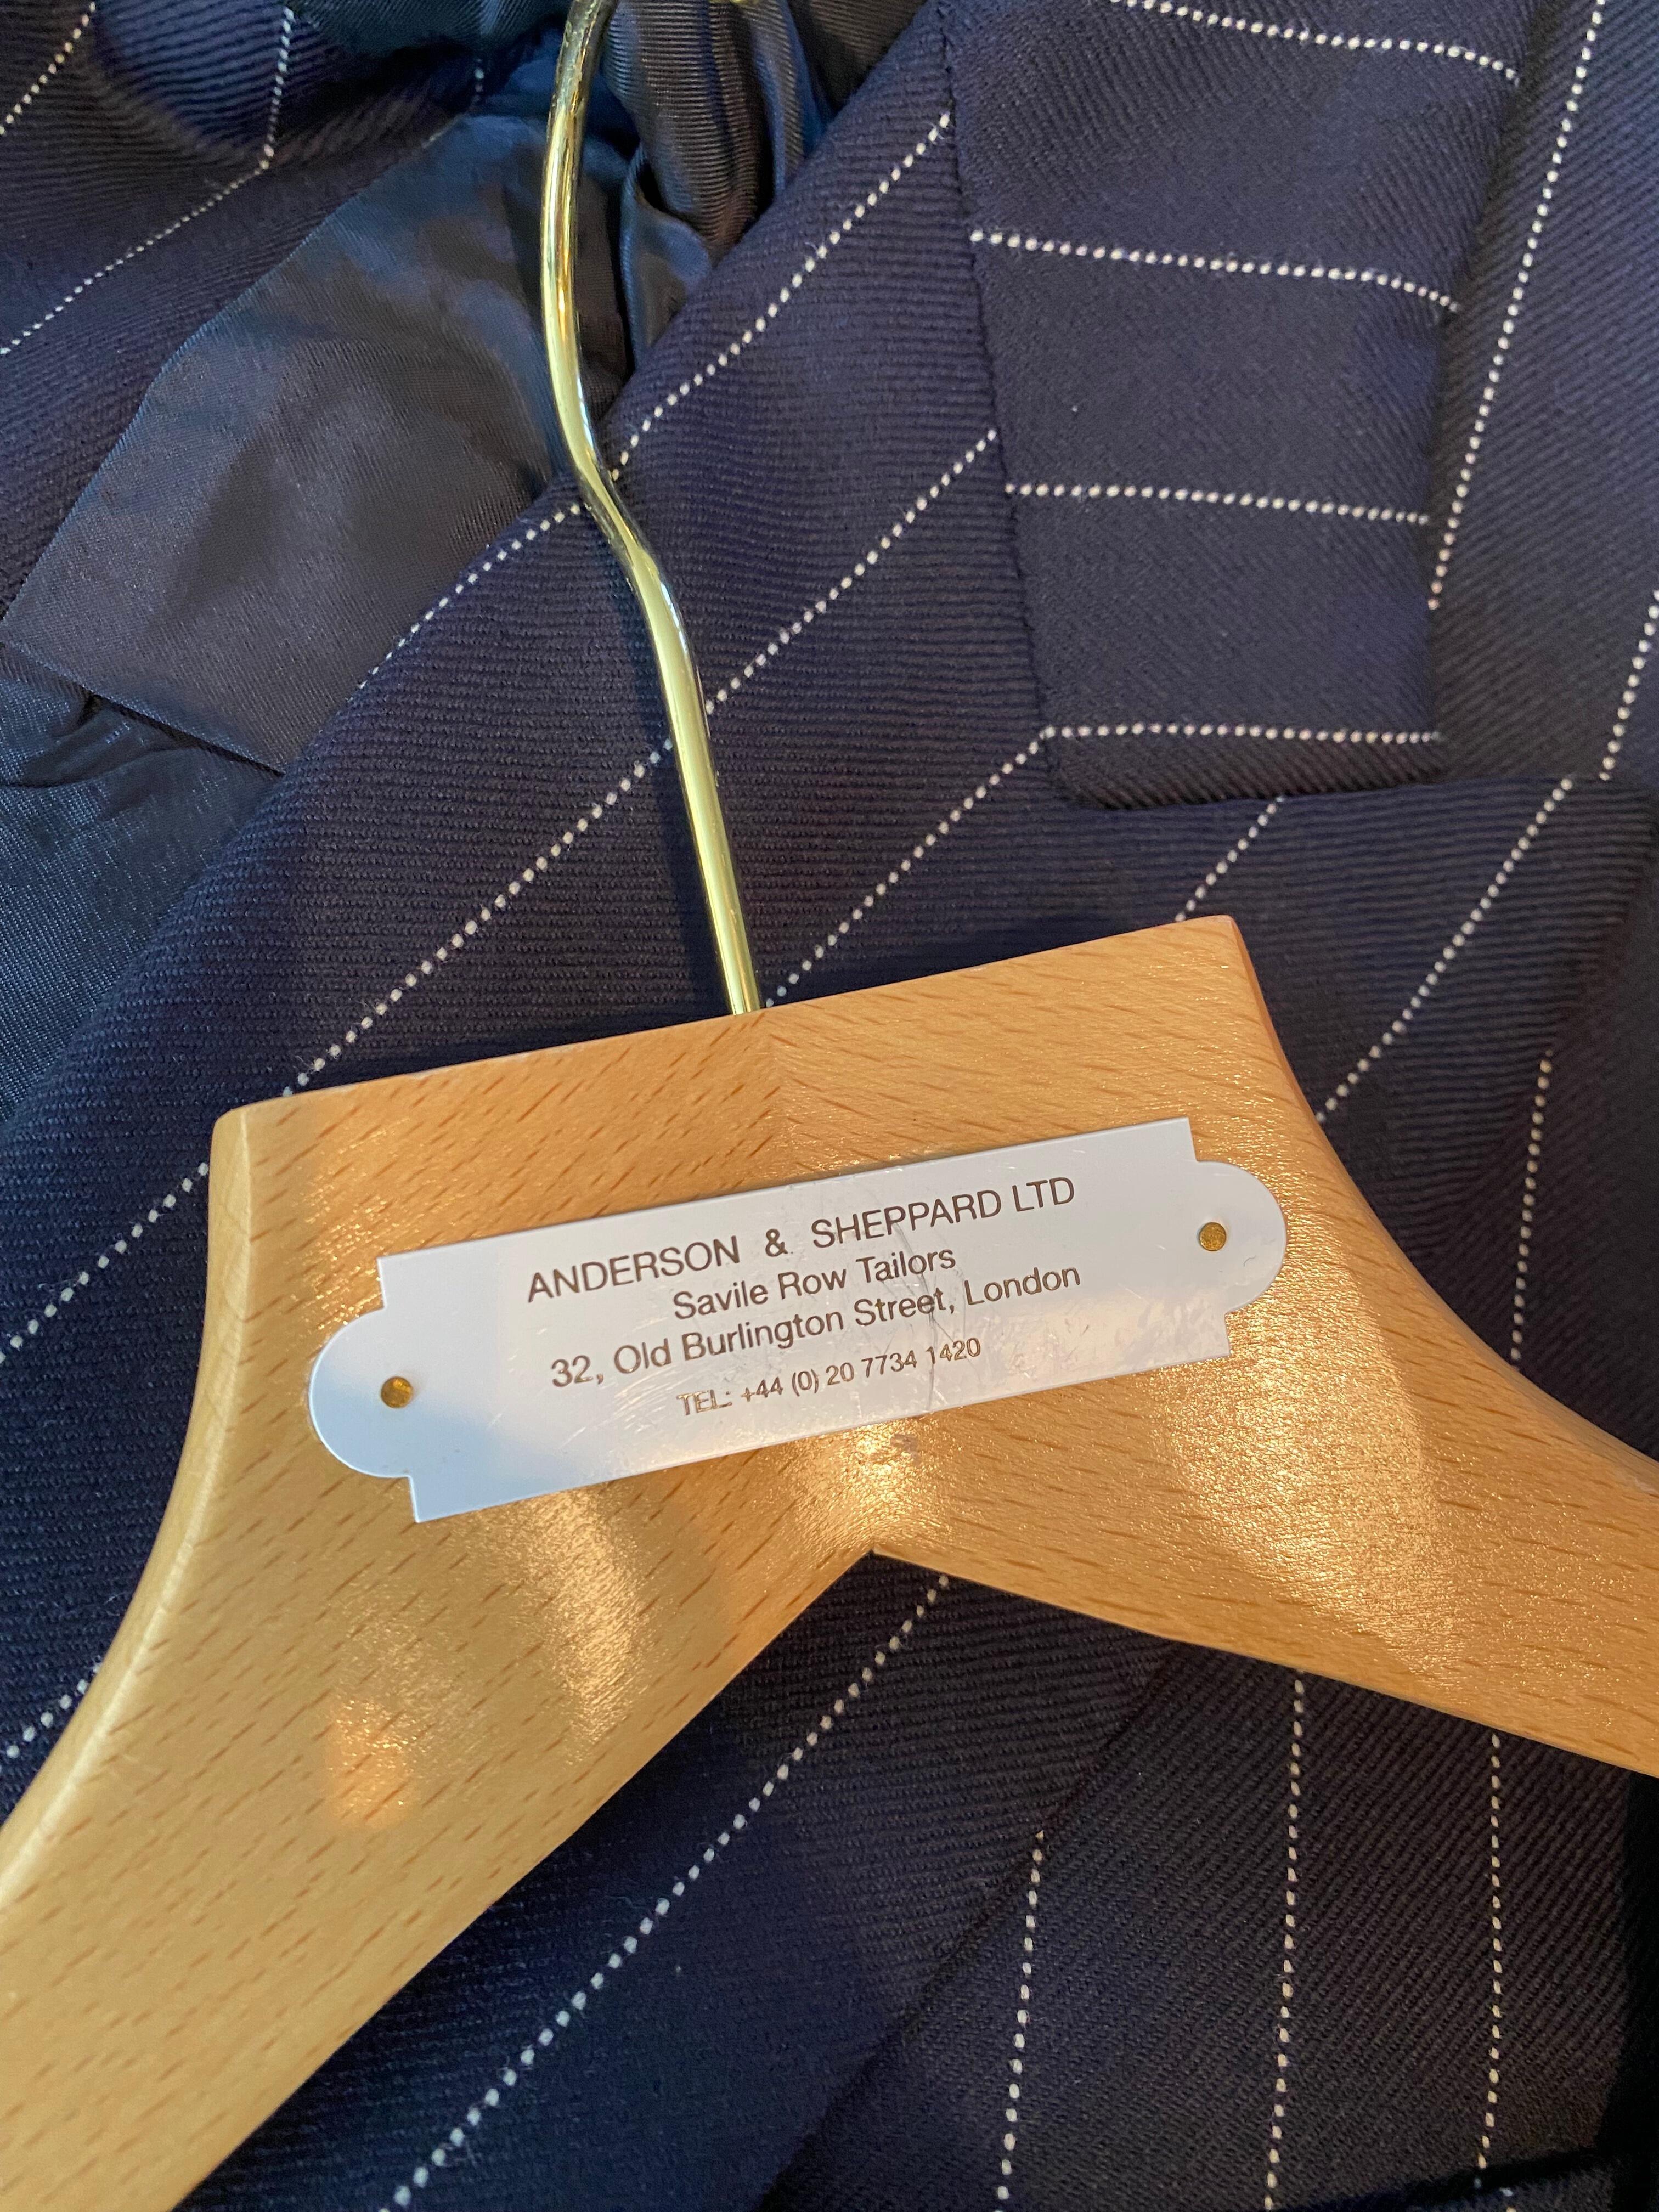 ANDERSON & SHEPPARD LTD
Savile Row Tailors
32, Old Burlington Street, London
TEL: +44 (0) 20 7734 1420